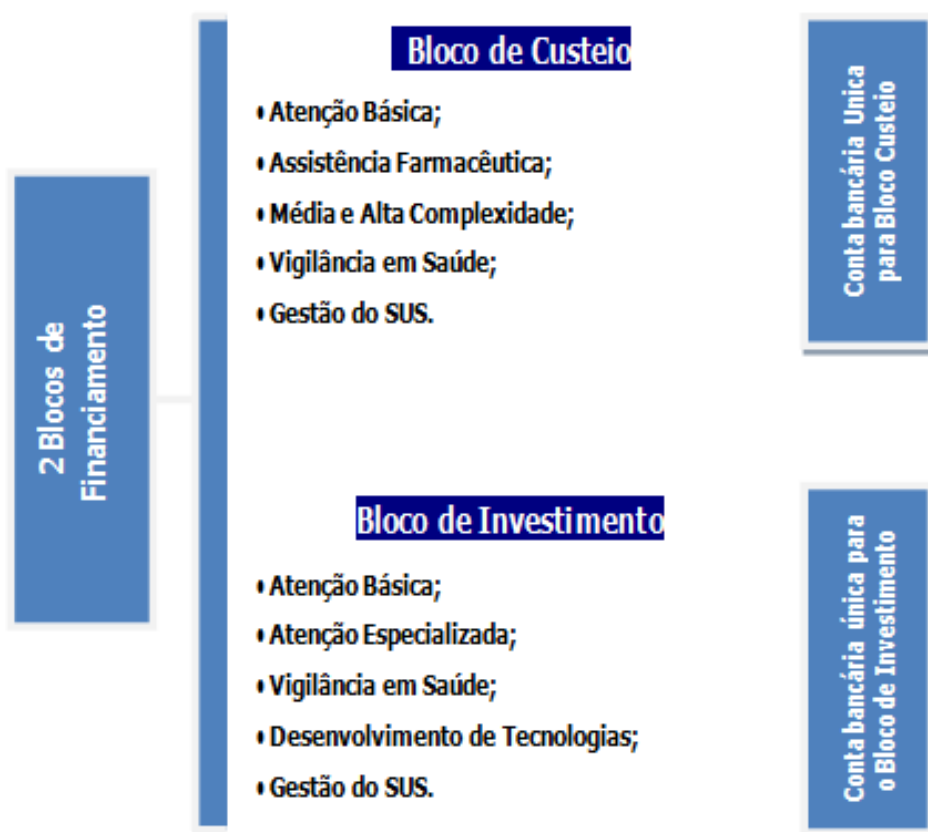 2 Blocos de
Financiamento
Bloco de Custeio
• Atenção Básica;
• Assistência Farmacêutica;
• Média e Alta Complexidade;
• Vigilância em Saúde;
• Gestão do SUS.
Conta bancária Unica
para Bloco Custeio
Bloco de Investimento
• Atenção Básica;
• Atenção Especializada;
• Vigilância em Saúde;
• Desenvolvimento de Tecnologias;
• Gestão do SUS.
Conta bancária única para
o Bloco de Investimento